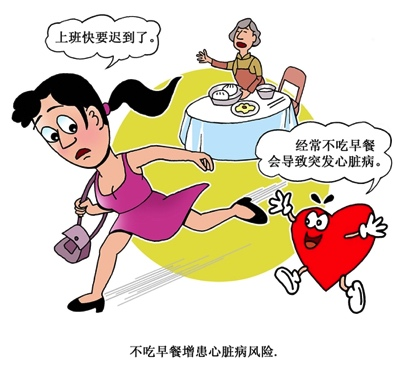 上班快要迟到了。
经常不吃早餐
会导致突发心脏病。
不吃早餐增患心脏病风险.